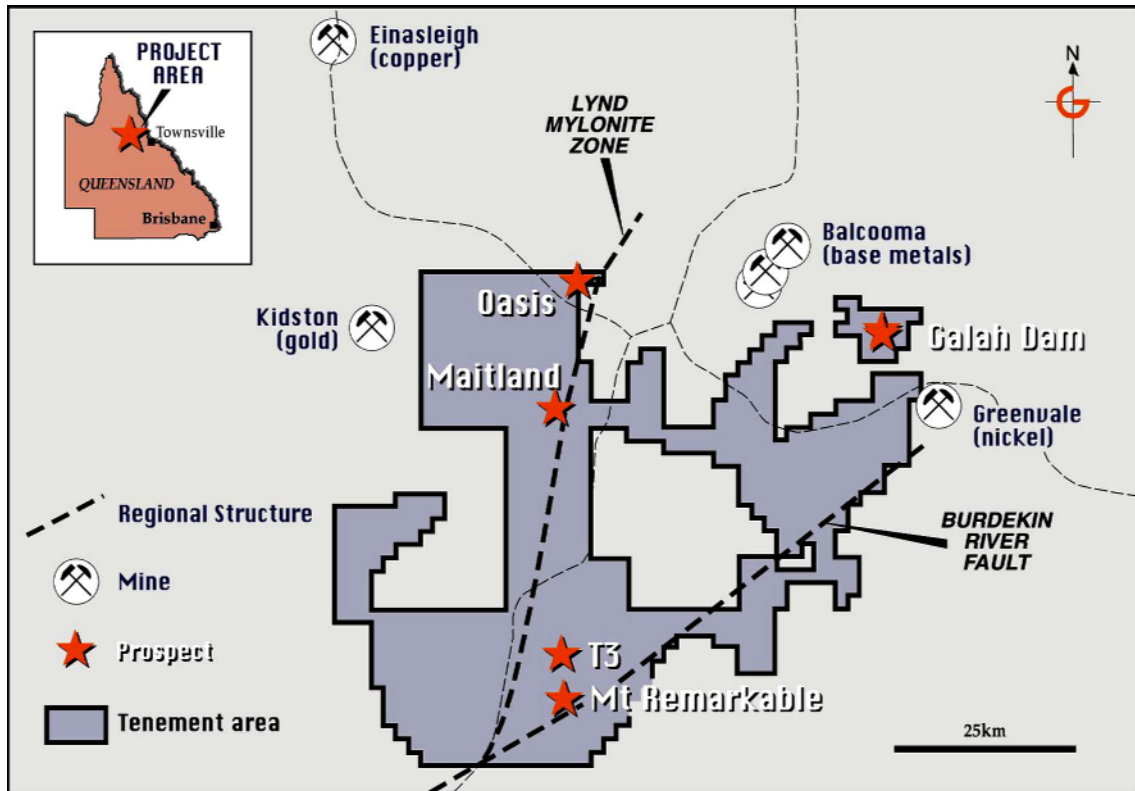 PROJECT
AREA
Townsville
QUEENSLAND
Brisbane
Einasleigh
(copper)
N
LYND
MYLONITE
ZONE
Balcooma
(base metals)
Oasis
Kidston
(gold)
Galah Dam
Maitland
Greenvale
(nickel)
Regional Structure
BURDEKIN
RIVER
FAULT
Mine
Prospect
T3
Mt Remarkable
Tenement area
25km